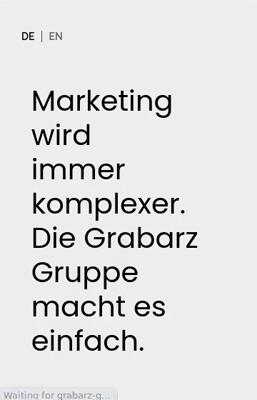 DE | EN
Marketing
wird
immer
komplexer.
Die Grabarz
Gruppe
macht es
einfach.
Waiting for grabarz-g...